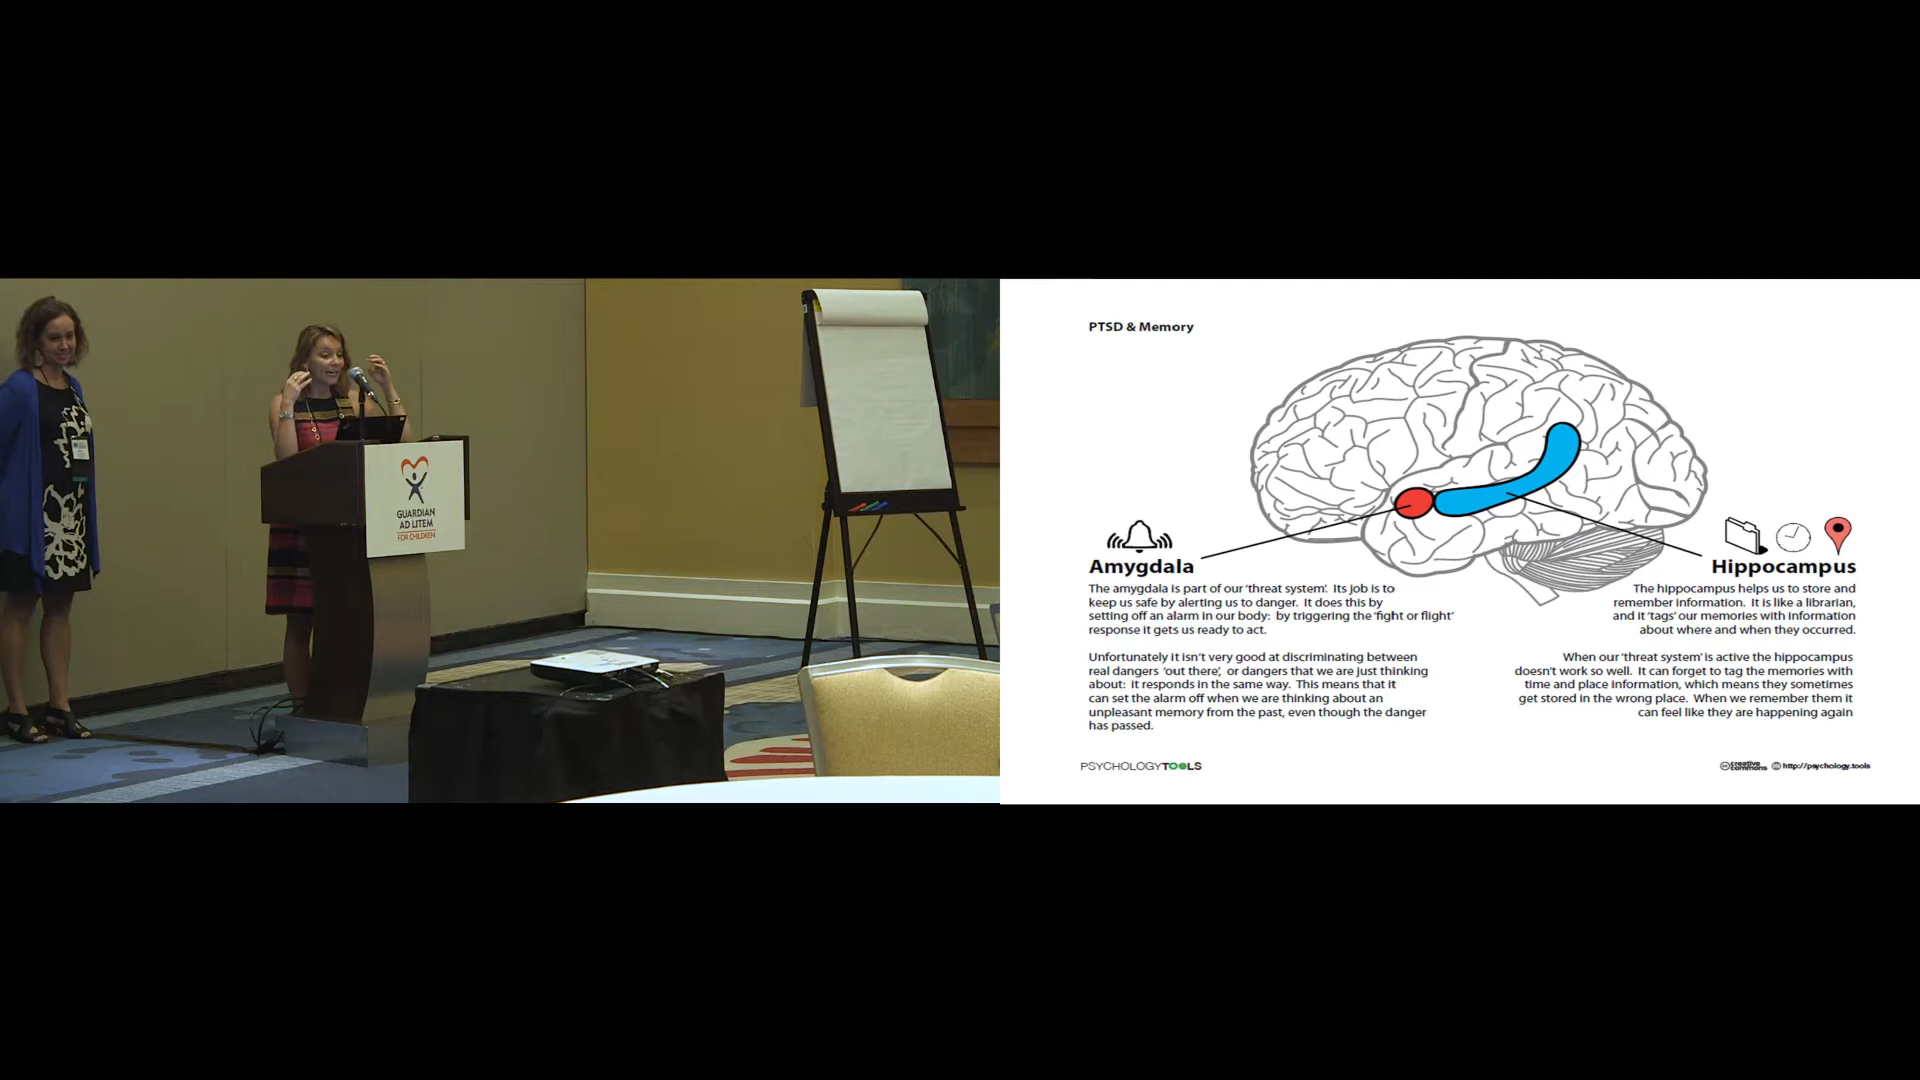 GUARDIAN
AD LITEM
FOR CHILDREN
PTSD & Memory
Amygdala
The amygdala is part of our 'threat system'. Its job is to
keep us safe by alerting us to danger. It does this by
setting off an alarm in our body: by triggering the 'fight or flight'
response it gets us ready to act.
Unfortunately it isn't very good at discriminating between
real dangers 'out there', or dangers that we are just thinking
about: it responds in the same way. This means that it
can set the alarm off when we are thinking about an
unpleasant memory from the past, even though the danger
has passed.
Hippocampus
The hippocampus helps us to store and
remember information. It is like a librarian,
and it 'tags' our memories with information
about where and when they occurred.
When our 'threat system' is active the hippocampus
doesn't work so well. It can forget to tag the memories with
time and place information, which means they sometimes
get stored in the wrong place. When we remember them it
can feel like they are happening again
PSYCHOLOGYTOOLS
cc creative commons http://psychology.tools